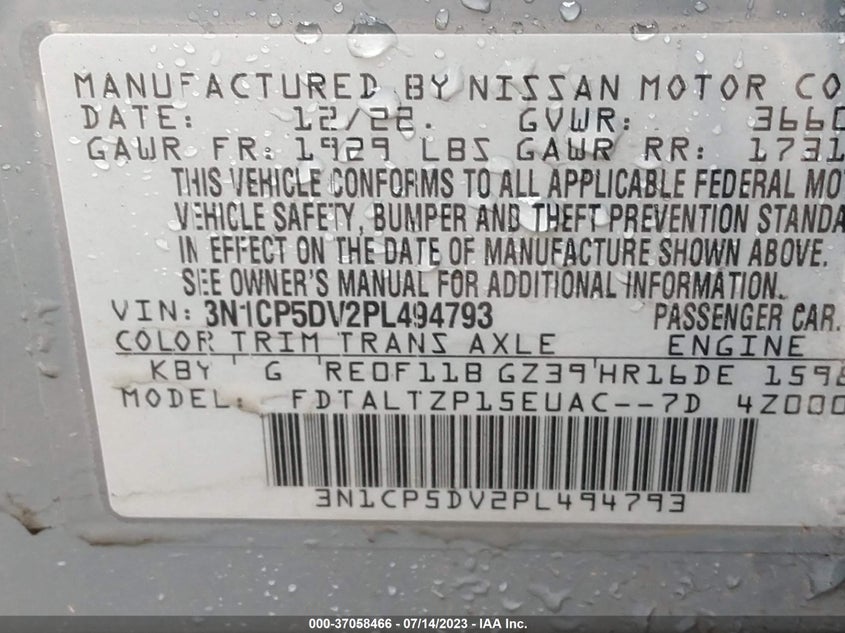 MANUFACTURED BY NISSAN MOTOR CO
DATE: 12/22. GVWR: 3660
GAWR FR: 1929 LBS GAWR RR: 1731
THIS VEHICLE CONFORMS TO ALL APPLICABLE FEDERAL MO
VEHICLE SAFETY, BUMPER AND THEFT PREVENTION STANDA
IN EFFECT ON THE DATE OF MANUFACTURE SHOWN ABOVE.
SEE OWNER'S MANUAL FOR ADDITIONAL INFORMATION.
VIN: 3N1CP5DV2PL494793 PASSENGER CAR.
COLOR TRIM TRANS AXLE ENGINE
KBY G RE0F11B GZ39 HR16DE 1598
MODEL: FDTALTZP15EUAC--7D 4Z000
3N1CP5DV2PL494793
000-37058466 - 07/14/2023 - IAA, Inc.